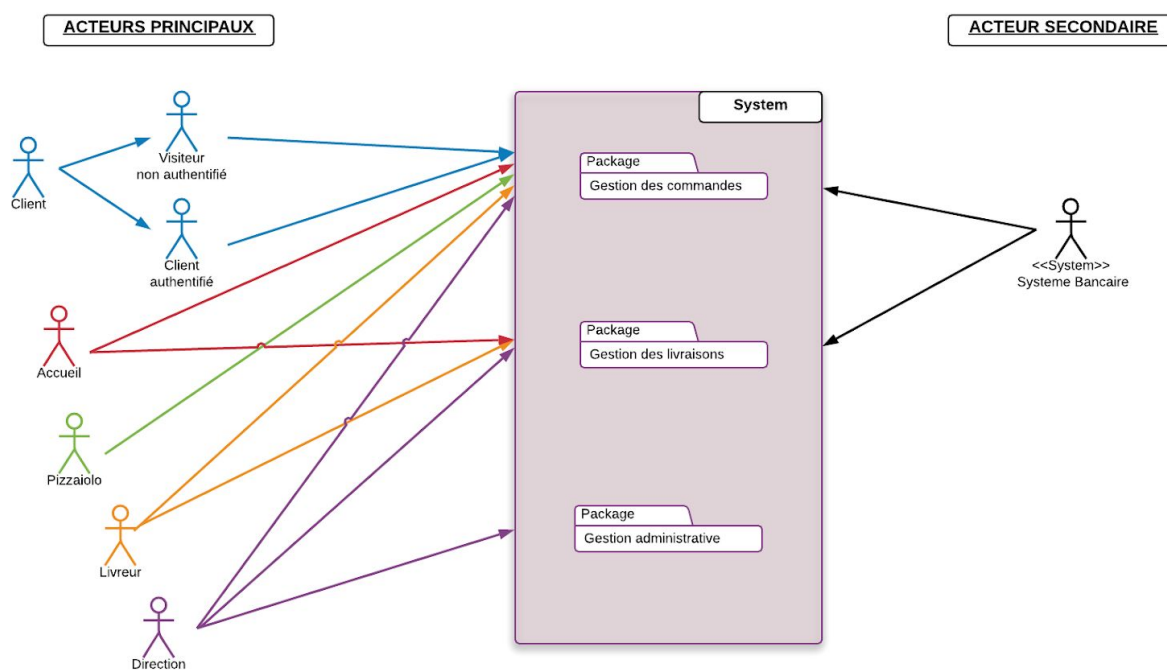 ACTEURS PRINCIPAUX
ACTEUR SECONDAIRE
System
Visiteur
non authentifié
Client
Client
authentifié
Accueil
Pizzaiolo
Livreur
Direction
Package
Gestion des commandes
Package
Gestion des livraisons
Package
Gestion administrative
<<System>>
Systeme Bancaire